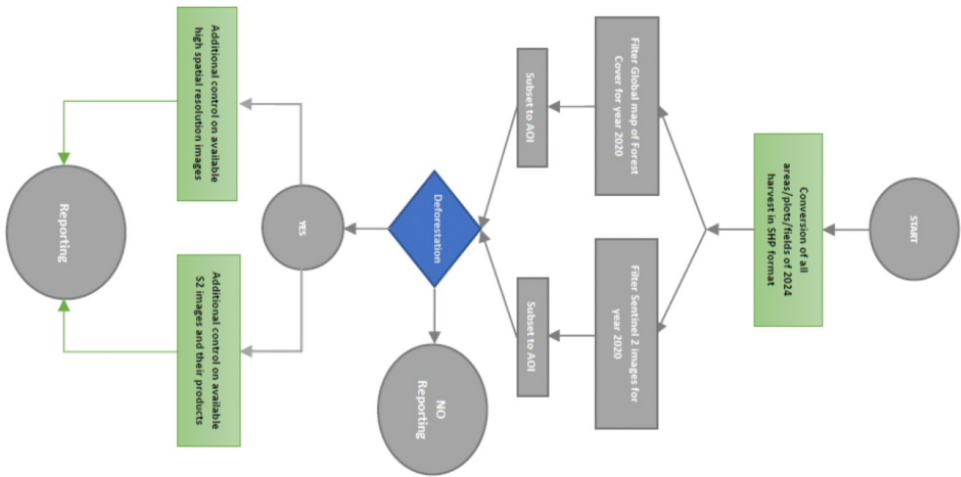 START
Conversion of all
areas/plots/fields of 2024
harvest in SHP format
Filter Global map of Forest
Cover for year 2020
Filter Sentinel 2 images for
year 2020
Subset to AOI
Subset to AOI
Deforestation
NO
Reporting
YES
Additional control on available
high spatial resolution images
Additional control on available
S2 images and their products
Reporting